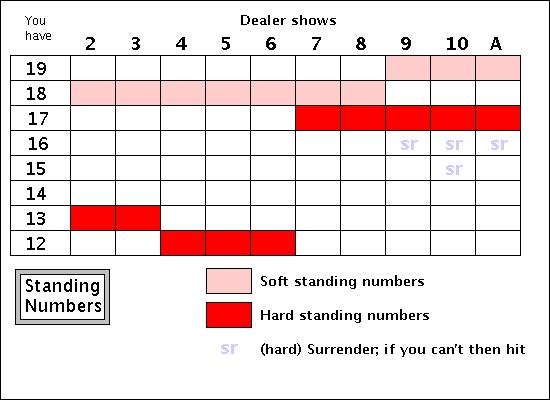 You
have
Dealer shows
2 3 4 5 6 7 8 9 10 A
19
18
17
16 sr sr sr
15 sr
14
13
12
Standing
Numbers
Soft standing numbers
Hard standing numbers
sr (hard) Surrender; if you can't then hit